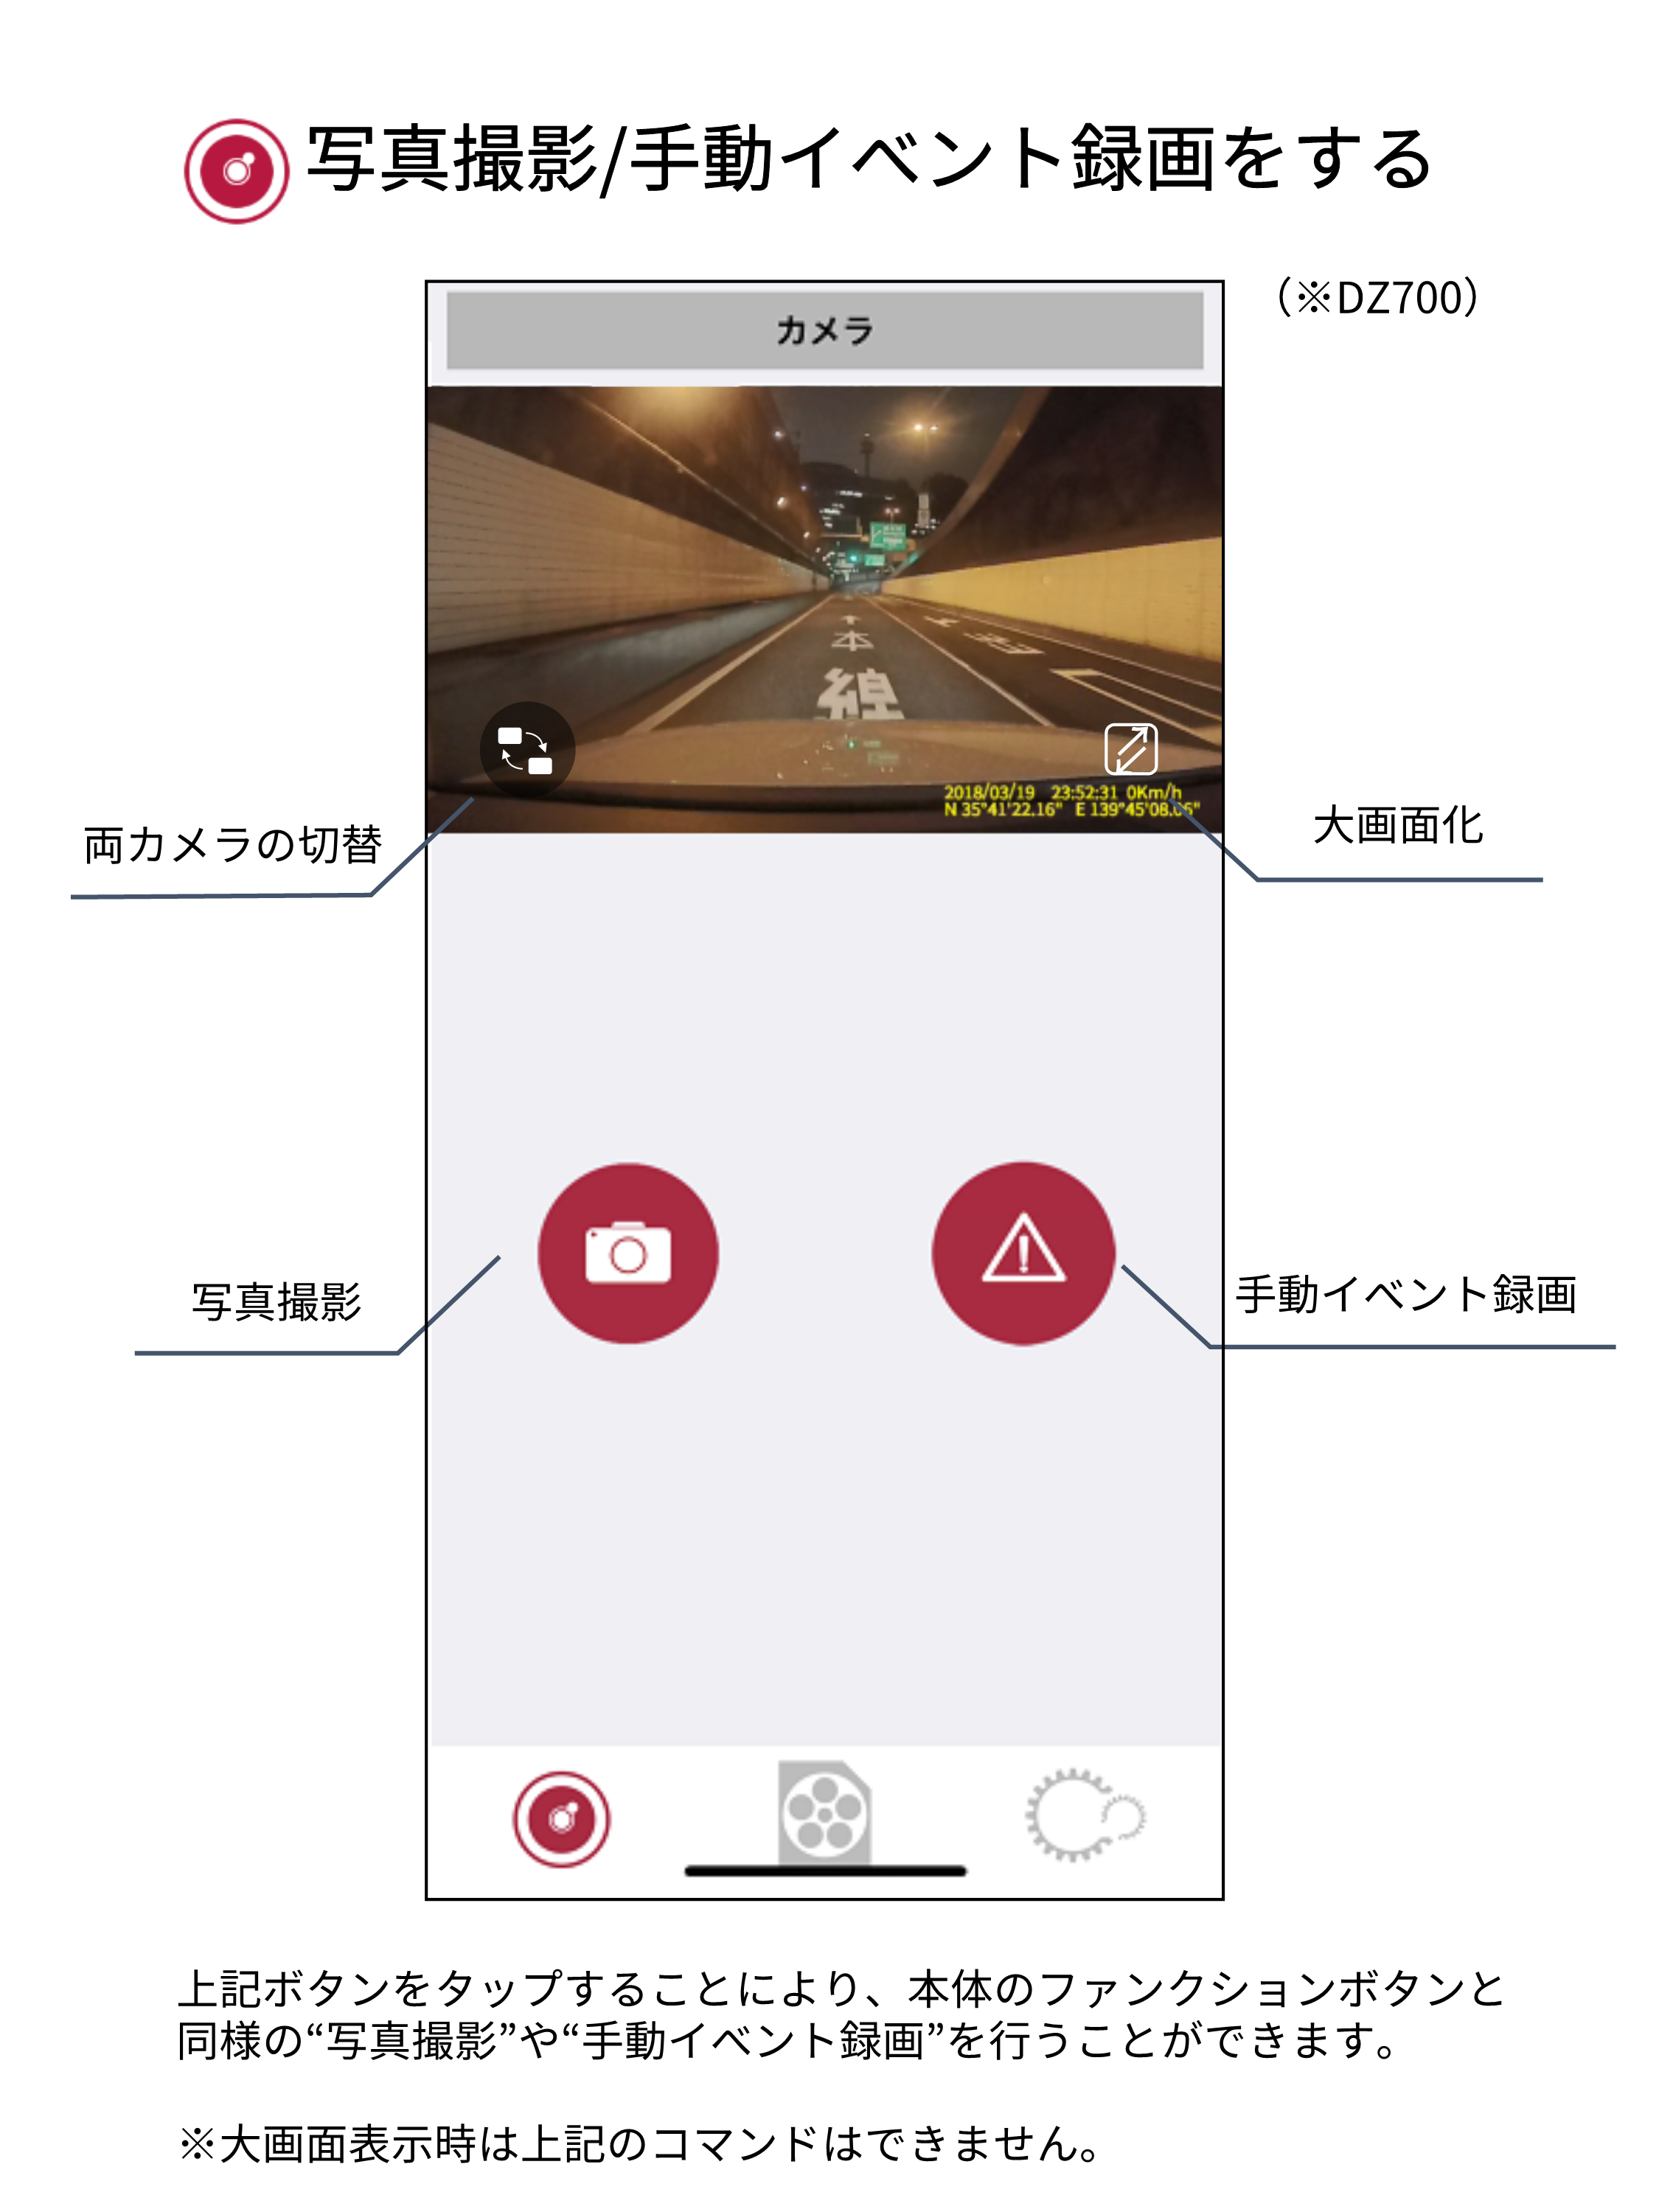 写真撮影/手動イベント録画をする
（※DZ700）
カメラ
本
線
2018/03/19 23:52:31 0Km/h
N 35°41'22.16" E 139°45'08.06"
両カメラの切替
大画面化
写真撮影
手動イベント録画
上記ボタンをタップすることにより、本体のファンクションボタンと
同様の“写真撮影”や“手動イベント録画”を行うことができます。
※大画面表示時は上記のコマンドはできません。